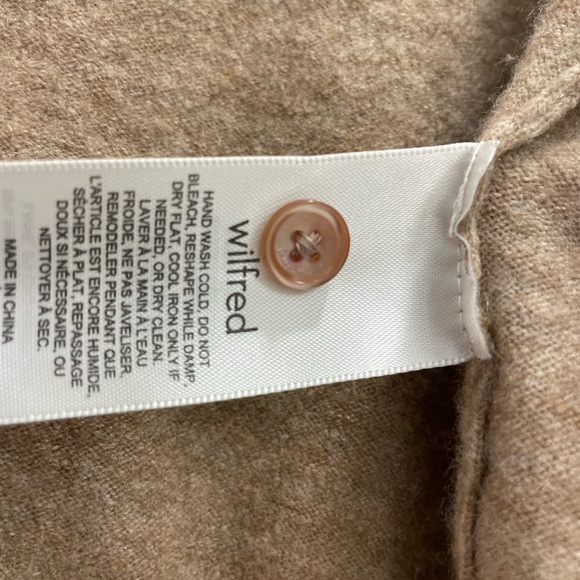 wilfred
HAND WASH COLD. DO NOT
BLEACH, RESHAPE WHILE DAMP,
DRY FLAT, COOL IRON ONLY IF
NEEDED, OR DRY CLEAN.
LAVER À LA MAIN À L'EAU
FROIDE, NE PAS JAVELISER.
REMODELER PENDANT QUE
L'ARTICLE EST ENCORE HUMIDE,
SÉCHER À PLAT, REPASSAGE
DOUX SI NÉCESSAIRE, OU
NETTOYER À SEC.
MADE IN CHINA